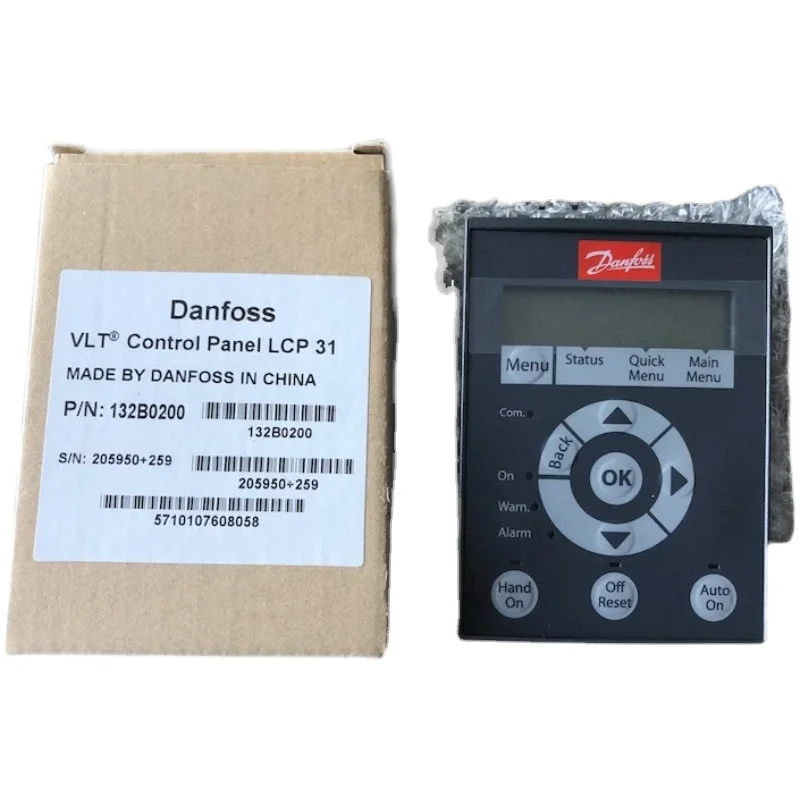 Danfoss
VLT® Control Panel LCP 31
MADE BY DANFOSS IN CHINA
P/N: 132B0200
132B0200
S/N: 205950+259
205950÷259
5710107608058
Danfoss
Menu
Status
Quick
Menu
Main
Menu
Com.
Back
On
OK
Warn.
Alarm
Hand
On
Off
Reset
Auto
On